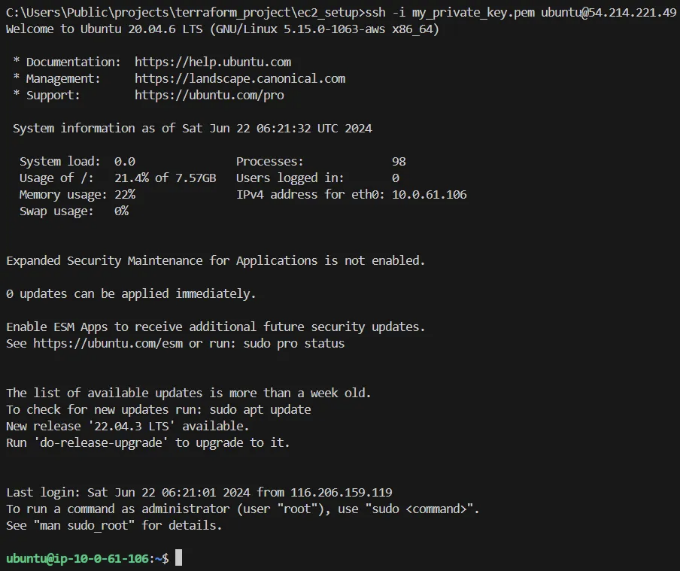 C:\Users\Public\projects\terraform_project\ec2_setup>ssh -i my_private_key.pem ubuntu@54.214.221.49
Welcome to Ubuntu 20.04.6 LTS (GNU/Linux 5.15.0-1063-aws x86_64)
* Documentation:  https://help.ubuntu.com
* Management:     https://landscape.canonical.com
* Support:        https://ubuntu.com/pro
System information as of Sat Jun 22 06:21:32 UTC 2024
System load:  0.0               Processes:             98
Usage of /:   21.4% of 7.57GB   Users logged in:       0
Memory usage: 22%               IPv4 address for eth0: 10.0.61.106
Swap usage:   0%
Expanded Security Maintenance for Applications is not enabled.
0 updates can be applied immediately.
Enable ESM Apps to receive additional future security updates.
See https://ubuntu.com/esm or run: sudo pro status
The list of available updates is more than a week old.
To check for new updates run: sudo apt update
New release '22.04.3 LTS' available.
Run 'do-release-upgrade' to upgrade to it.
Last login: Sat Jun 22 06:21:01 2024 from 116.206.159.119
To run a command as administrator (user "root"), use "sudo <command>".
See "man sudo_root" for details.
ubuntu@ip-10-0-61-106:~$